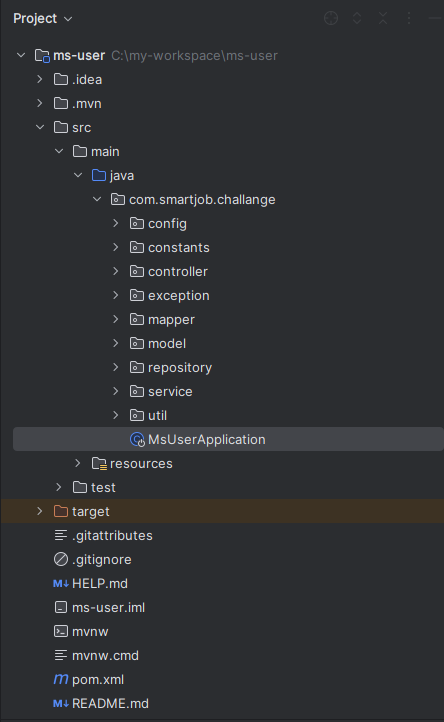 Project
ms-user C:\my-workspace\ms-user
.idea
.mvn
src
main
java
com.smartjob.challange
config
constants
controller
exception
mapper
model
repository
service
util
MsUserApplication
resources
test
target
.gitattributes
.gitignore
M↓ HELP.md
ms-user.iml
mvnw
mvnw.cmd
m pom.xml
M↓ README.md